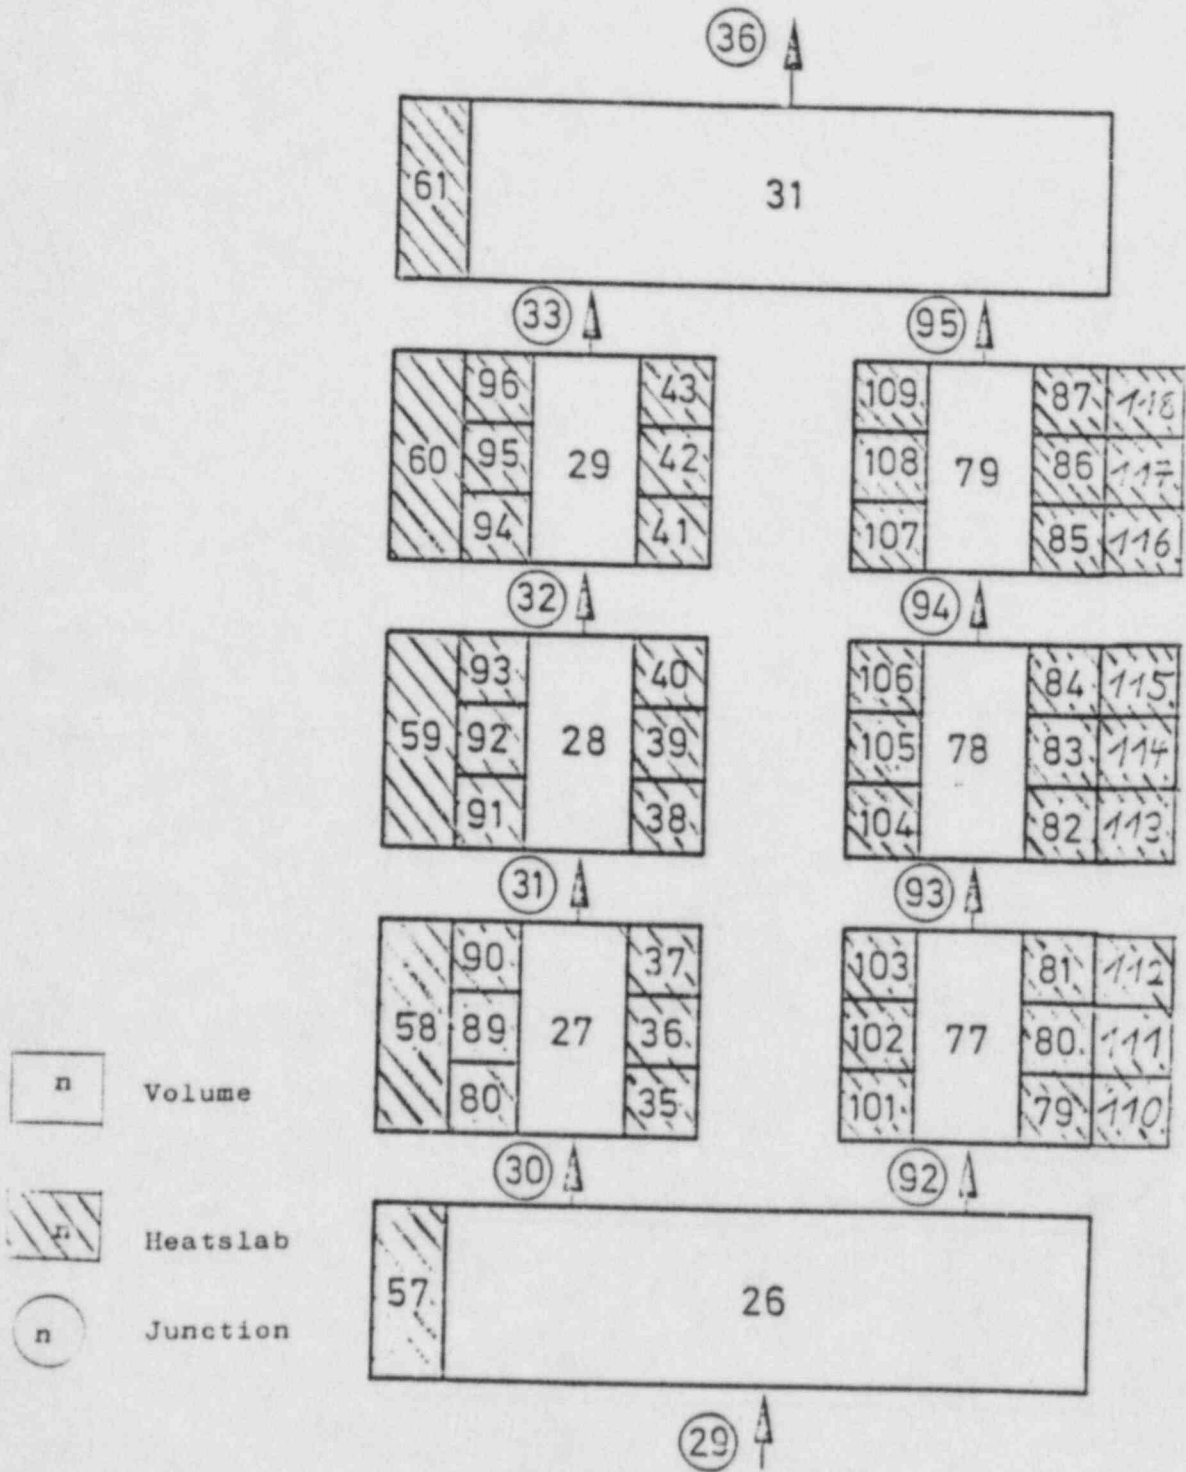 36
61 31
33 95
96 43 109 87 118
60 95 29 42 108 79 86 117
94 41 107 85 116
32 94
93 40 106 84 115
59 92 28 39 105 78 83 114
91 38 104 82 113
31 93
90 37 103 81 112
58 89 27 36 102 77 80 111
80 35 101 79 110
n Volume
30 92
n Heatslab
57 26
n Junction
29